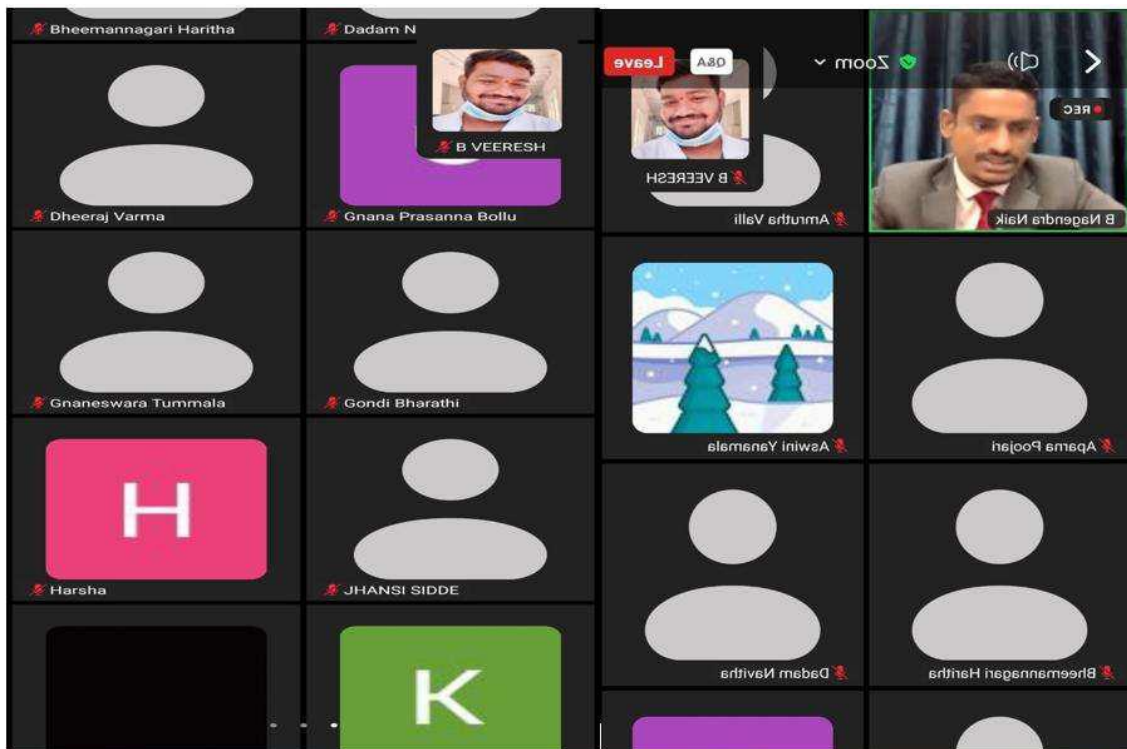 Bheemannagari Haritha
Dadam N
B VEERESH
Dheeraj Varma
Gnana Prasanna Bollu
Gnaneswara Tummala
Gondi Bharathi
H
Harsha
JHANSI SIDDE
K
Leave
Q&A
Zoom
REC
B VEERESH
Amrutha Valli
B Nagendra Naik
Aswini Yanamala
Aparna Poojari
Dadam Navitha
Bheemannagari Haritha